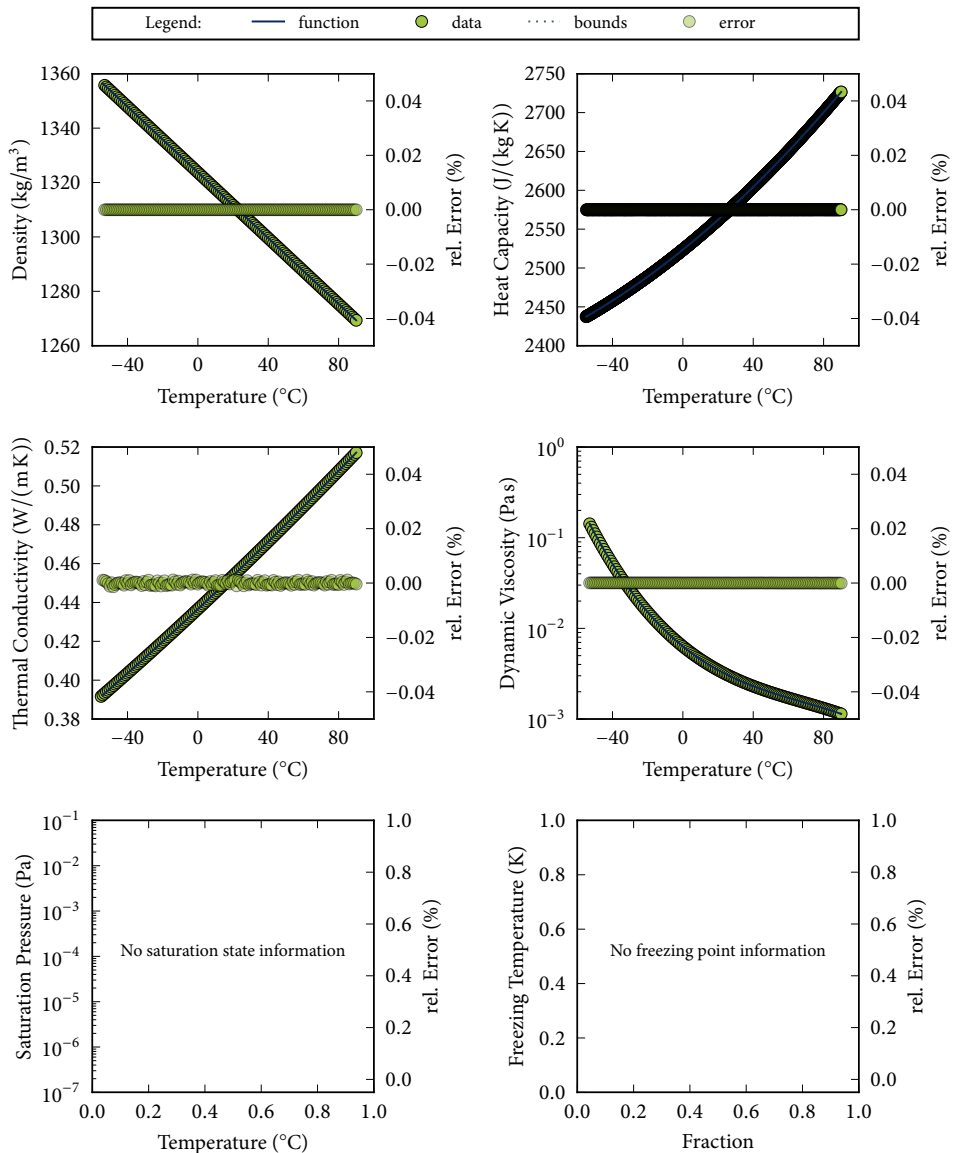 Legend: function data bounds error
1360
1340
1320
1300
1280
1260
Density (kg/m³)
0.04
0.02
0.00
−0.02
−0.04
rel. Error (%)
−40 0 40 80
Temperature (°C)
2750
2700
2650
2600
2550
2500
2450
2400
Heat Capacity (J/(kg K))
0.04
0.02
0.00
−0.02
−0.04
rel. Error (%)
−40 0 40 80
Temperature (°C)
0.52
0.50
0.48
0.46
0.44
0.42
0.40
0.38
Thermal Conductivity (W/(m K))
0.04
0.02
0.00
−0.02
−0.04
rel. Error (%)
−40 0 40 80
Temperature (°C)
10⁰
10⁻¹
10⁻²
10⁻³
Dynamic Viscosity (Pa s)
0.04
0.02
0.00
−0.02
−0.04
rel. Error (%)
−40 0 40 80
Temperature (°C)
10⁻¹
10⁻²
10⁻³
10⁻⁴
10⁻⁵
10⁻⁶
10⁻⁷
Saturation Pressure (Pa)
No saturation state information
1.0
0.8
0.6
0.4
0.2
0.0
rel. Error (%)
0.0 0.2 0.4 0.6 0.8 1.0
Temperature (°C)
1.0
0.8
0.6
0.4
0.2
0.0
Freezing Temperature (K)
No freezing point information
1.0
0.8
0.6
0.4
0.2
0.0
rel. Error (%)
0.0 0.2 0.4 0.6 0.8 1.0
Fraction